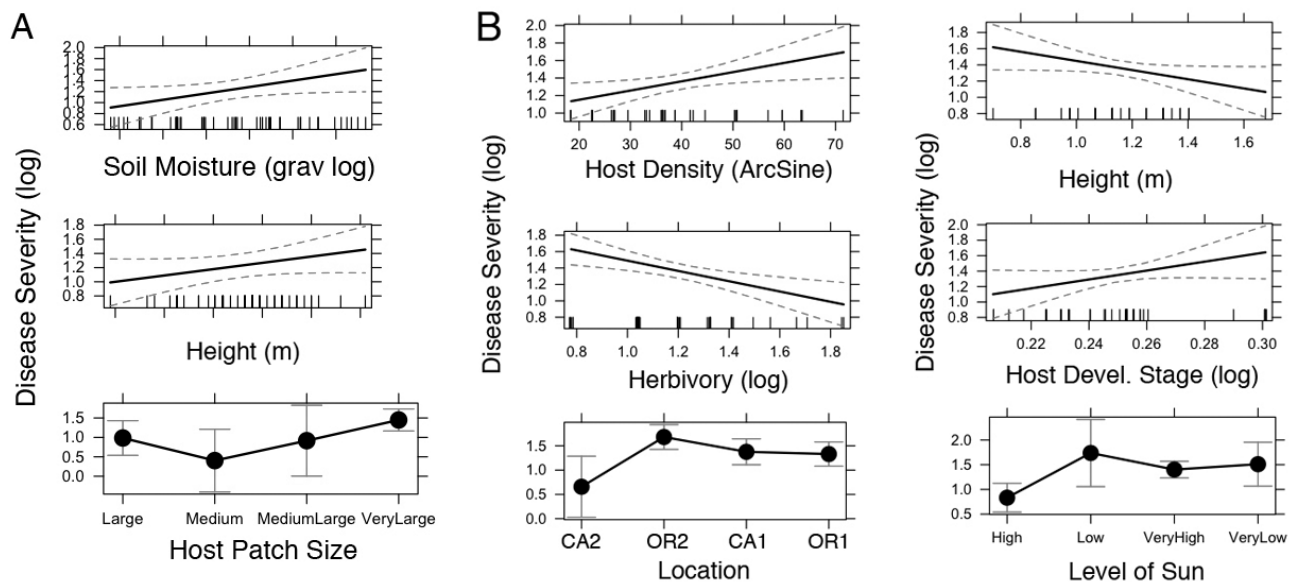 A
Disease Severity (log)
2.0
1.8
1.6
1.4
1.2
1.0
0.8
0.6
Soil Moisture (grav log)
1.8
1.6
1.4
1.2
1.0
0.8
Height (m)
1.5
1.0
0.5
0.0
Large Medium MediumLarge VeryLarge
Host Patch Size
B
Disease Severity (log)
2.0
1.8
1.6
1.4
1.2
1.0
20 30 40 50 60 70
Host Density (ArcSine)
1.8
1.6
1.4
1.2
1.0
0.8
0.8 1.0 1.2 1.4 1.6 1.8
Herbivory (log)
1.5
1.0
0.5
0.0
CA2 OR2 CA1 OR1
Location
Disease Severity (log)
1.8
1.6
1.4
1.2
1.0
0.8
0.8 1.0 1.2 1.4 1.6
Height (m)
2.0
1.8
1.6
1.4
1.2
1.0
0.8
0.22 0.24 0.26 0.28 0.30
Host Devel. Stage (log)
2.0
1.5
1.0
0.5
High Low VeryHigh VeryLow
Level of Sun